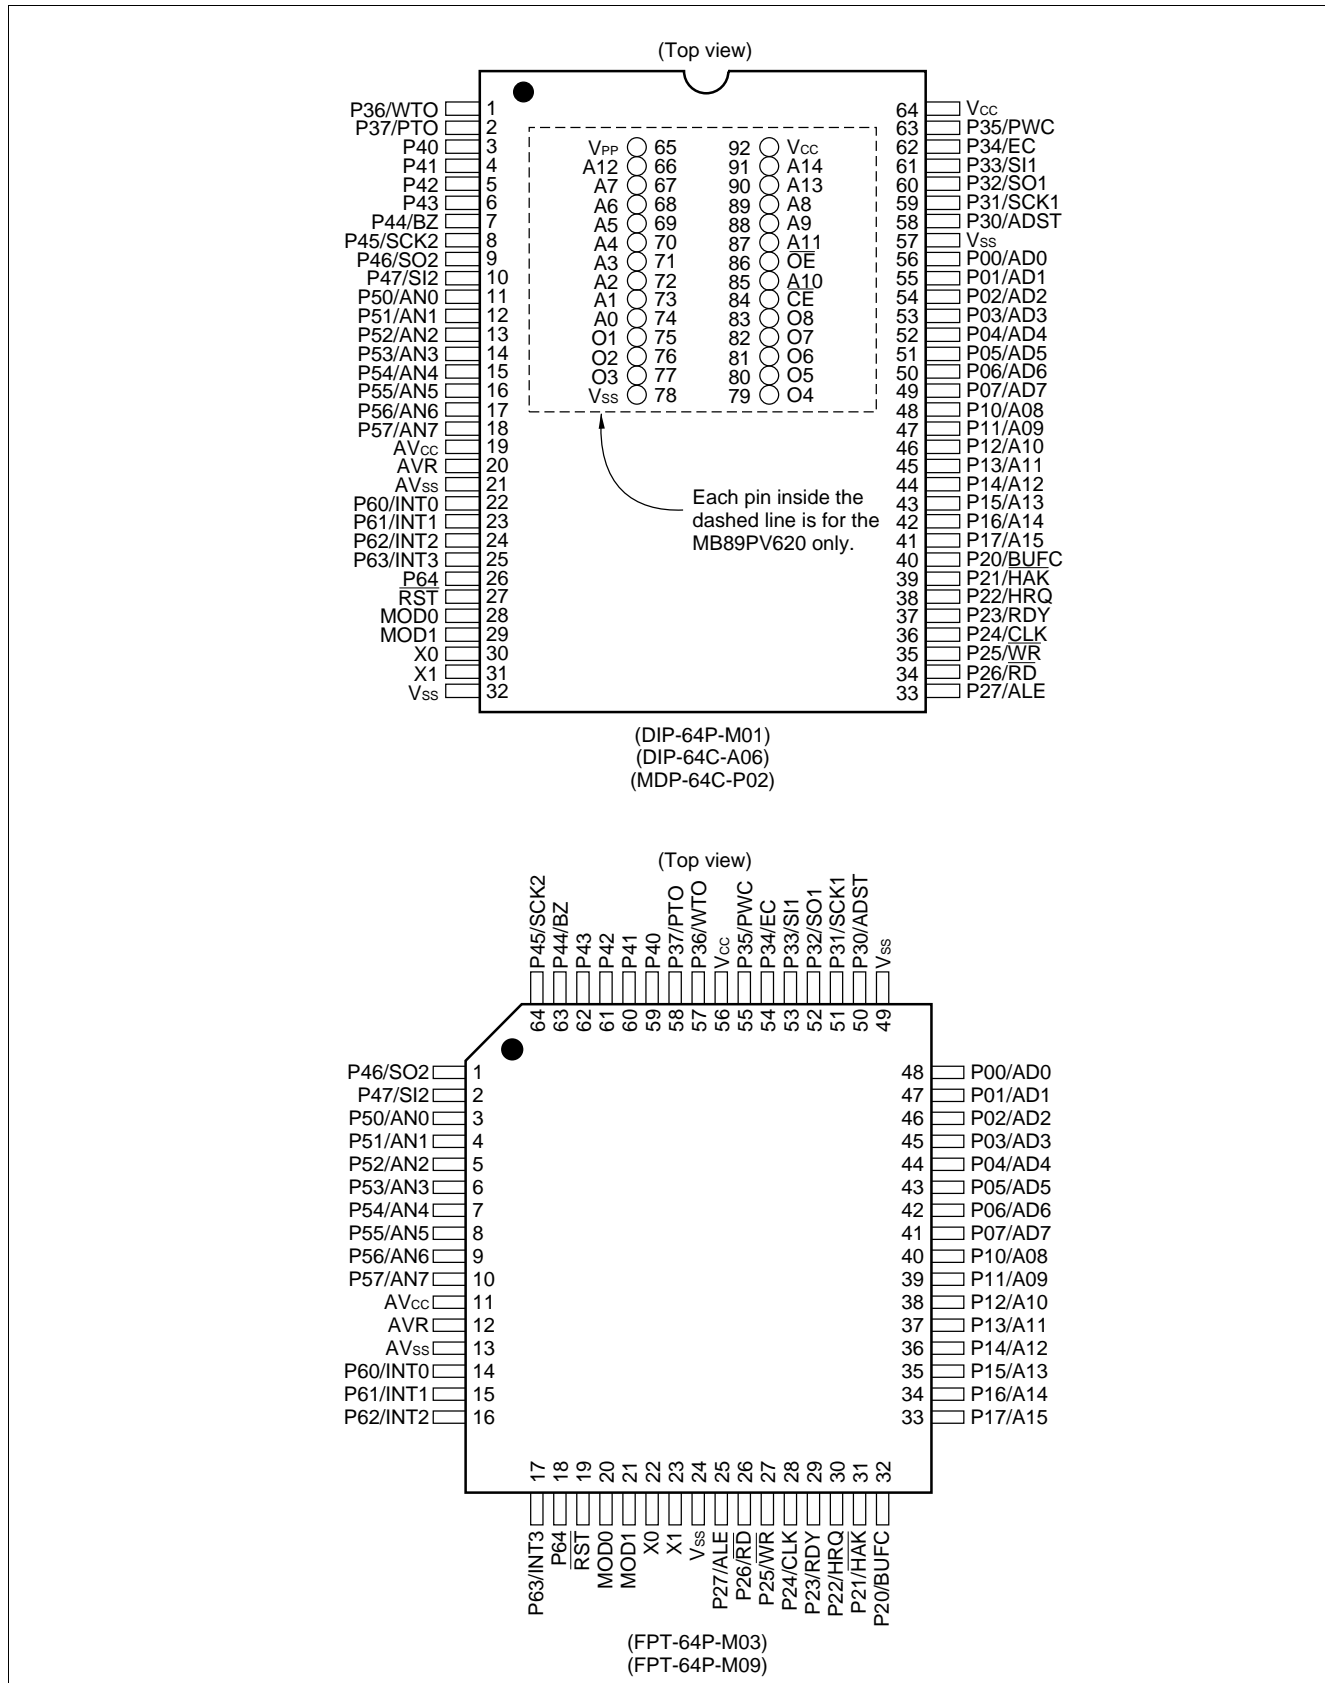 (Top view)
P36/WTO 1 64 Vcc
P37/PTO 2 63 P35/PWC
P40 3 62 P34/EC
P41 4 61 P33/SI1
P42 5 60 P32/SO1
P43 6 59 P31/SCK1
P44/BZ 7 58 P30/ADST
P45/SCK2 8 57 Vss
P46/SO2 9 56 P00/AD0
P47/SI2 10 55 P01/AD1
P50/AN0 11 54 P02/AD2
P51/AN1 12 53 P03/AD3
P52/AN2 13 52 P04/AD4
P53/AN3 14 51 P05/AD5
P54/AN4 15 50 P06/AD6
P55/AN5 16 49 P07/AD7
P56/AN6 17 48 P10/A08
P57/AN7 18 47 P11/A09
AVcc 19 46 P12/A10
AVR 20 45 P13/A11
AVss 21 44 P14/A12
P60/INT0 22 43 P15/A13
P61/INT1 23 42 P16/A14
P62/INT2 24 41 P17/A15
P63/INT3 25 40 P20/BUFC
P64 26 39 P21/H̅A̅K̅
R̅S̅T̅ 27 38 P22/HRQ
MOD0 28 37 P23/RDY
MOD1 29 36 P24/CLK
X0 30 35 P25/W̅R̅
X1 31 34 P26/R̅D̅
Vss 32 33 P27/ALE
VPP 65 92 Vcc
A12 66 91 A14
A7 67 90 A13
A6 68 89 A8
A5 69 88 A9
A4 70 87 A11
A3 71 86 O̅E̅
A2 72 85 A10
A1 73 84 C̅E̅
A0 74 83 O8
O1 75 82 O7
O2 76 81 O6
O3 77 80 O5
Vss 78 79 O4
Each pin inside the
dashed line is for the
MB89PV620 only.
(DIP-64P-M01)
(DIP-64C-A06)
(MDP-64C-P02)
(Top view)
P45/SCK2 P44/BZ P43 P42 P41 P40 P37/PTO P36/WTO Vcc P35/PWC P34/EC P33/SI1 P32/SO1 P31/SCK1 P30/ADST Vss
64 63 62 61 60 59 58 57 56 55 54 53 52 51 50 49
P46/SO2 1 48 P00/AD0
P47/SI2 2 47 P01/AD1
P50/AN0 3 46 P02/AD2
P51/AN1 4 45 P03/AD3
P52/AN2 5 44 P04/AD4
P53/AN3 6 43 P05/AD5
P54/AN4 7 42 P06/AD6
P55/AN5 8 41 P07/AD7
P56/AN6 9 40 P10/A08
P57/AN7 10 39 P11/A09
AVcc 11 38 P12/A10
AVR 12 37 P13/A11
AVss 13 36 P14/A12
P60/INT0 14 35 P15/A13
P61/INT1 15 34 P16/A14
P62/INT2 16 33 P17/A15
17 18 19 20 21 22 23 24 25 26 27 28 29 30 31 32
P63/INT3 P64 R̅S̅T̅ MOD0 MOD1 X0 X1 Vss P27/ALE P26/R̅D̅ P25/W̅R̅ P24/CLK P23/RDY P22/HRQ P21/H̅A̅K̅ P20/BUFC
(FPT-64P-M03)
(FPT-64P-M09)